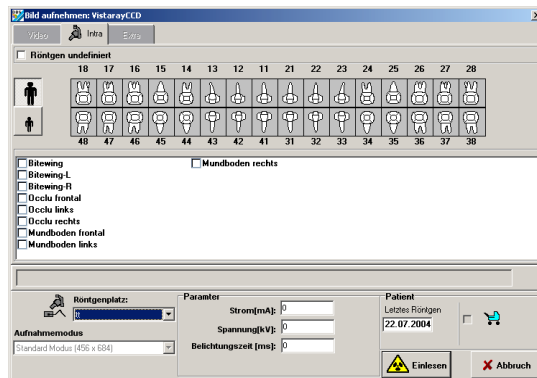 Bild aufnehmen: VistarayCCD
Video Intra Extra
Röntgen undefiniert
18 17 16 15 14 13 12 11 21 22 23 24 25 26 27 28
48 47 46 45 44 43 42 41 31 32 33 34 35 36 37 38
Bitewing Mundboden rechts
Bitewing-L
Bitewing-R
Occlu frontal
Occlu links
Occlu rechts
Mundboden frontal
Mundboden links
Röntgenplatz:
Aufnahmemodus
Standard Modus (456 x 684)
Paramter
Strom[mA]: 0
Spannung[kV]: 0
Belichtungszeit [ms]: 0
Patient
Letztes Röntgen
22.07.2004
Einlesen Abbruch